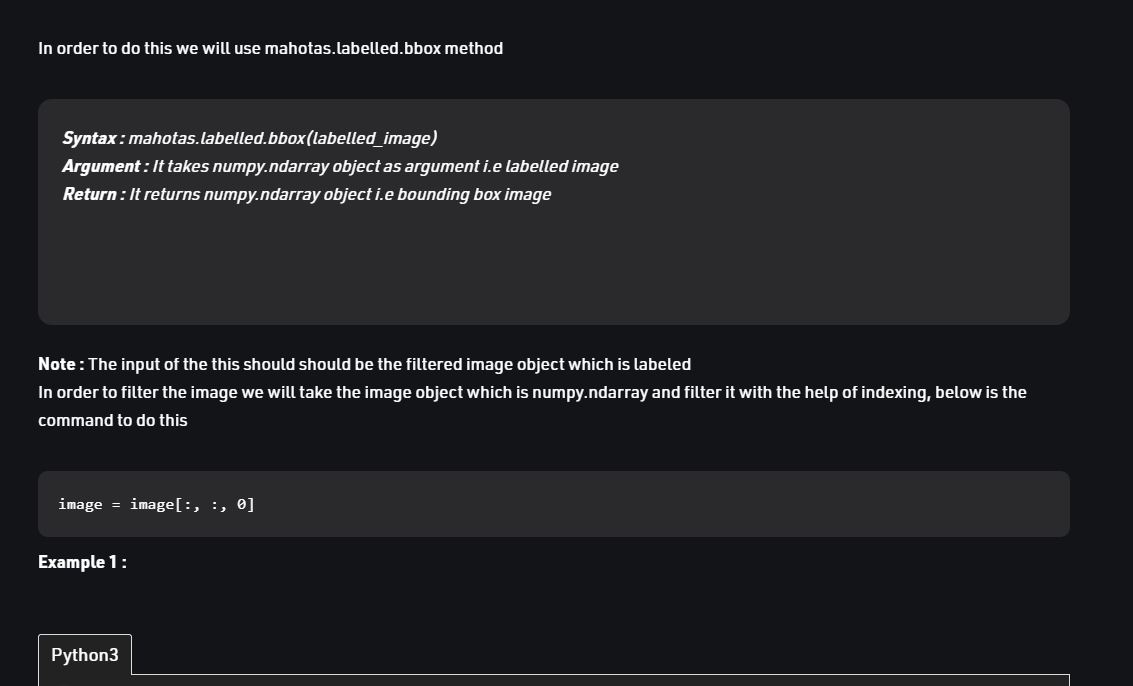 In order to do this we will use mahotas.labelled.bbox method
Syntax : mahotas.labelled.bbox(labelled_image)
Argument : It takes numpy.ndarray object as argument i.e labelled image
Return : It returns numpy.ndarray object i.e bounding box image
Note : The input of the this should should be the filtered image object which is labeled
In order to filter the image we will take the image object which is numpy.ndarray and filter it with the help of indexing, below is the
command to do this
image = image[:, :, 0]
Example 1 :
Python3